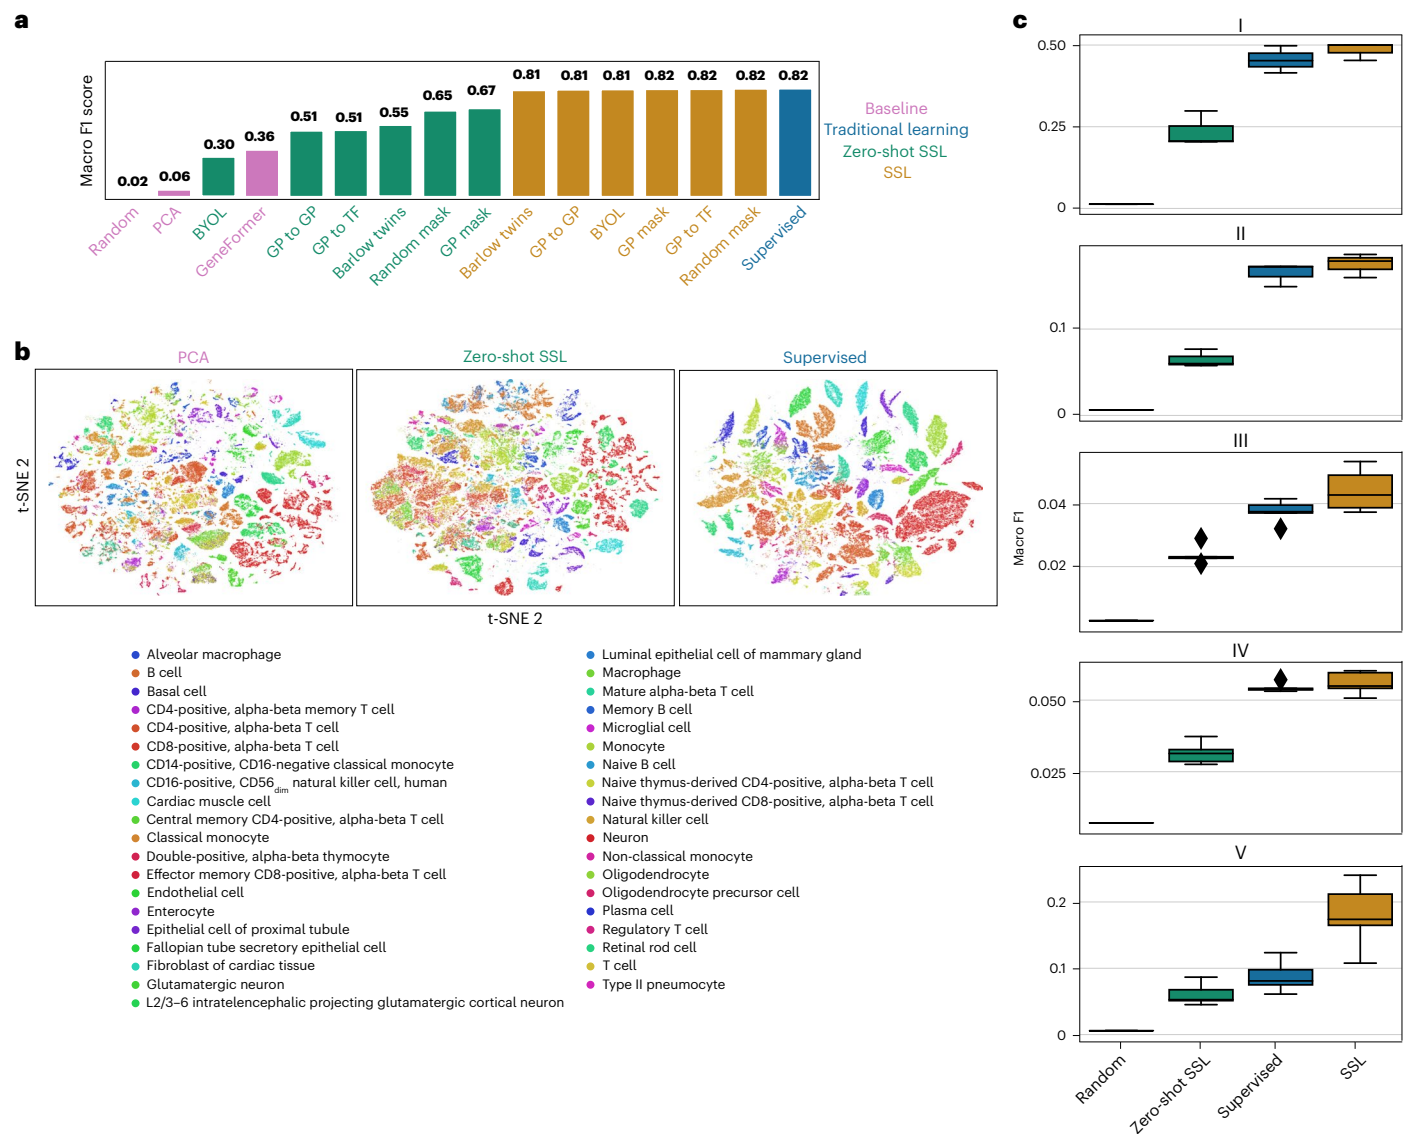 a
Macro F1 score
0.02
0.06
0.30
0.36
0.51
0.51
0.55
0.65
0.67
0.81
0.81
0.81
0.82
0.82
0.82
0.82
Random
PCA
BYOL
GeneFormer
GP to GP
GP to TF
Barlow twins
Random mask
GP mask
Barlow twins
GP to GP
BYOL
GP mask
GP to TF
Random mask
Supervised
Baseline
Traditional learning
Zero-shot SSL
SSL
b
PCA
Zero-shot SSL
Supervised
t-SNE 2
t-SNE 2
Alveolar macrophage
B cell
Basal cell
CD4-positive, alpha-beta memory T cell
CD4-positive, alpha-beta T cell
CD8-positive, alpha-beta T cell
CD14-positive, CD16-negative classical monocyte
CD16-positive, CD56dim natural killer cell, human
Cardiac muscle cell
Central memory CD4-positive, alpha-beta T cell
Classical monocyte
Double-positive, alpha-beta thymocyte
Effector memory CD8-positive, alpha-beta T cell
Endothelial cell
Enterocyte
Epithelial cell of proximal tubule
Fallopian tube secretory epithelial cell
Fibroblast of cardiac tissue
Glutamatergic neuron
L2/3–6 intratelencephalic projecting glutamatergic cortical neuron
Luminal epithelial cell of mammary gland
Macrophage
Mature alpha-beta T cell
Memory B cell
Microglial cell
Monocyte
Naive B cell
Naive thymus-derived CD4-positive, alpha-beta T cell
Naive thymus-derived CD8-positive, alpha-beta T cell
Natural killer cell
Neuron
Non-classical monocyte
Oligodendrocyte
Oligodendrocyte precursor cell
Plasma cell
Regulatory T cell
Retinal rod cell
T cell
Type II pneumocyte
c
I
0.50
0.25
0
II
0.1
0
III
0.04
0.02
Macro F1
IV
0.050
0.025
V
0.2
0.1
0
Random
Zero-shot SSL
Supervised
SSL